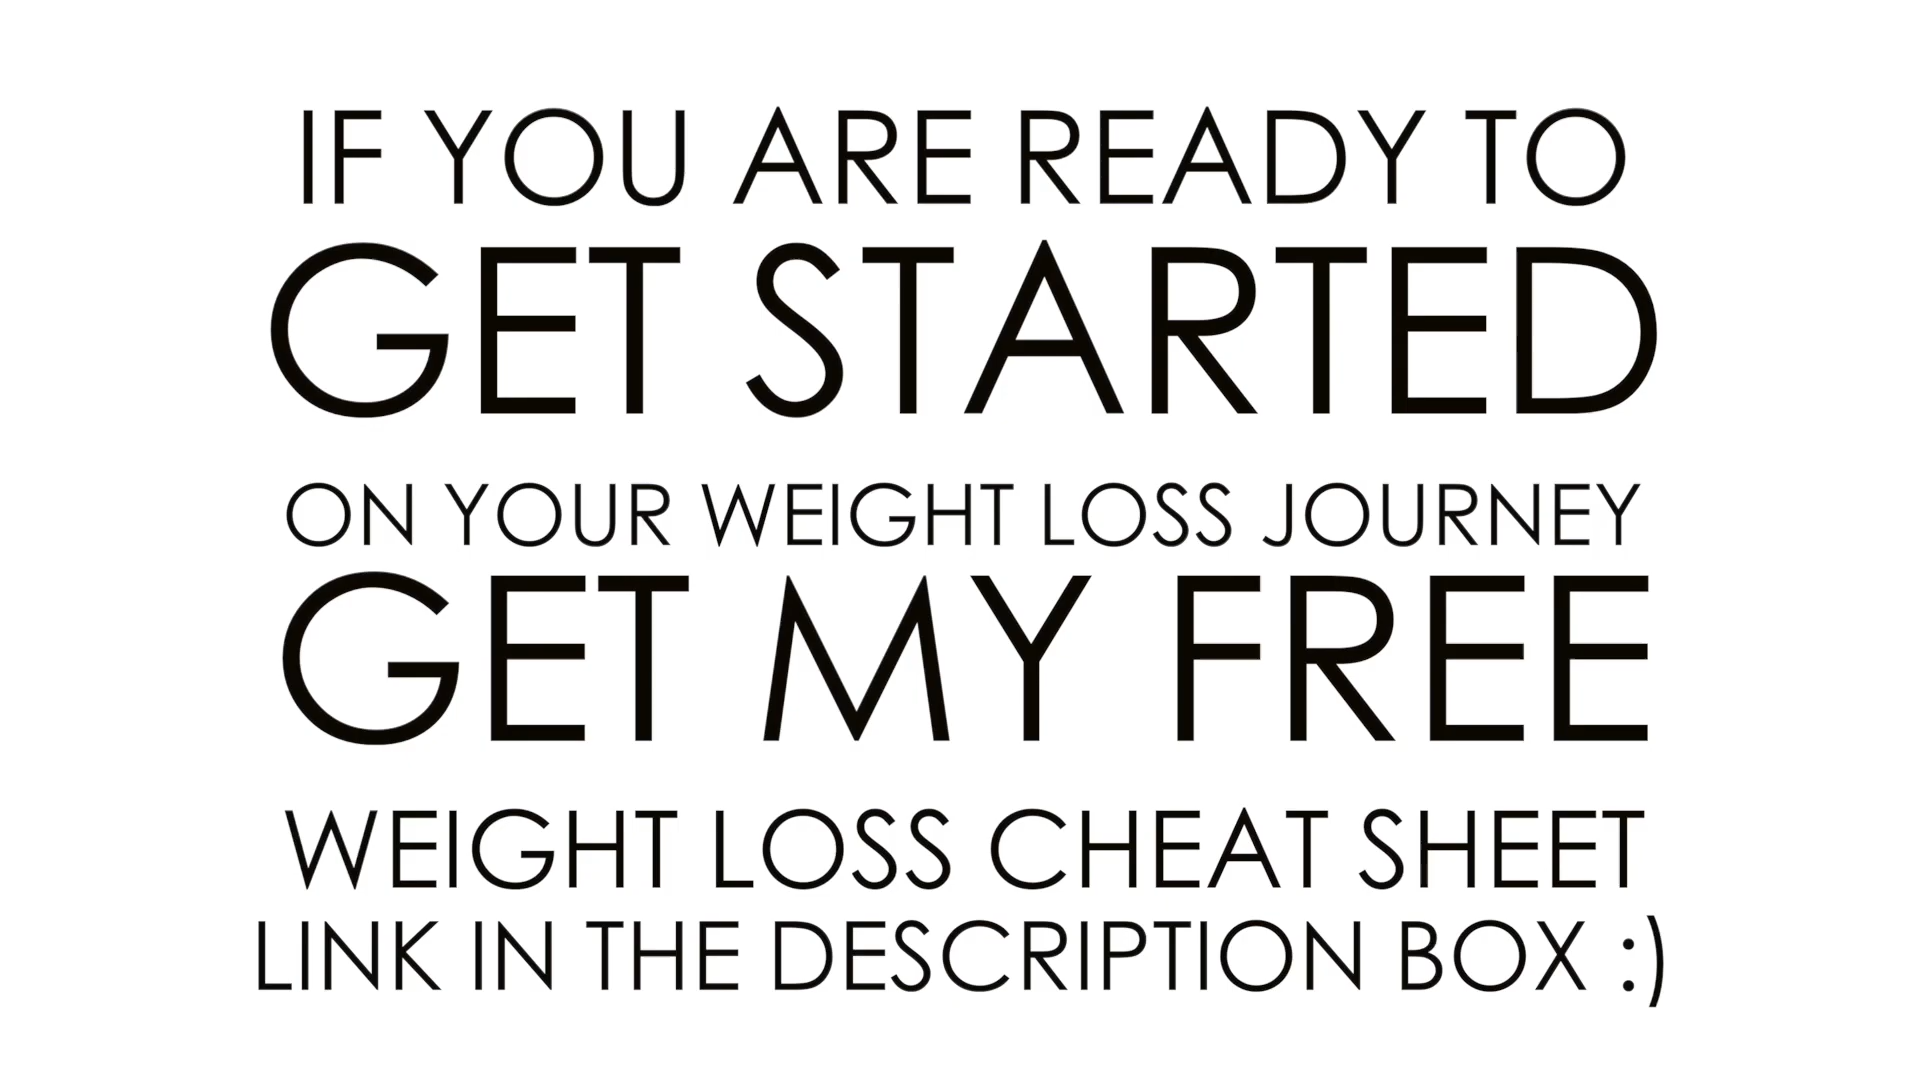 IF YOU ARE READY TO
GET STARTED
ON YOUR WEIGHT LOSS JOURNEY
GET MY FREE
WEIGHT LOSS CHEAT SHEET
LINK IN THE DESCRIPTION BOX :)